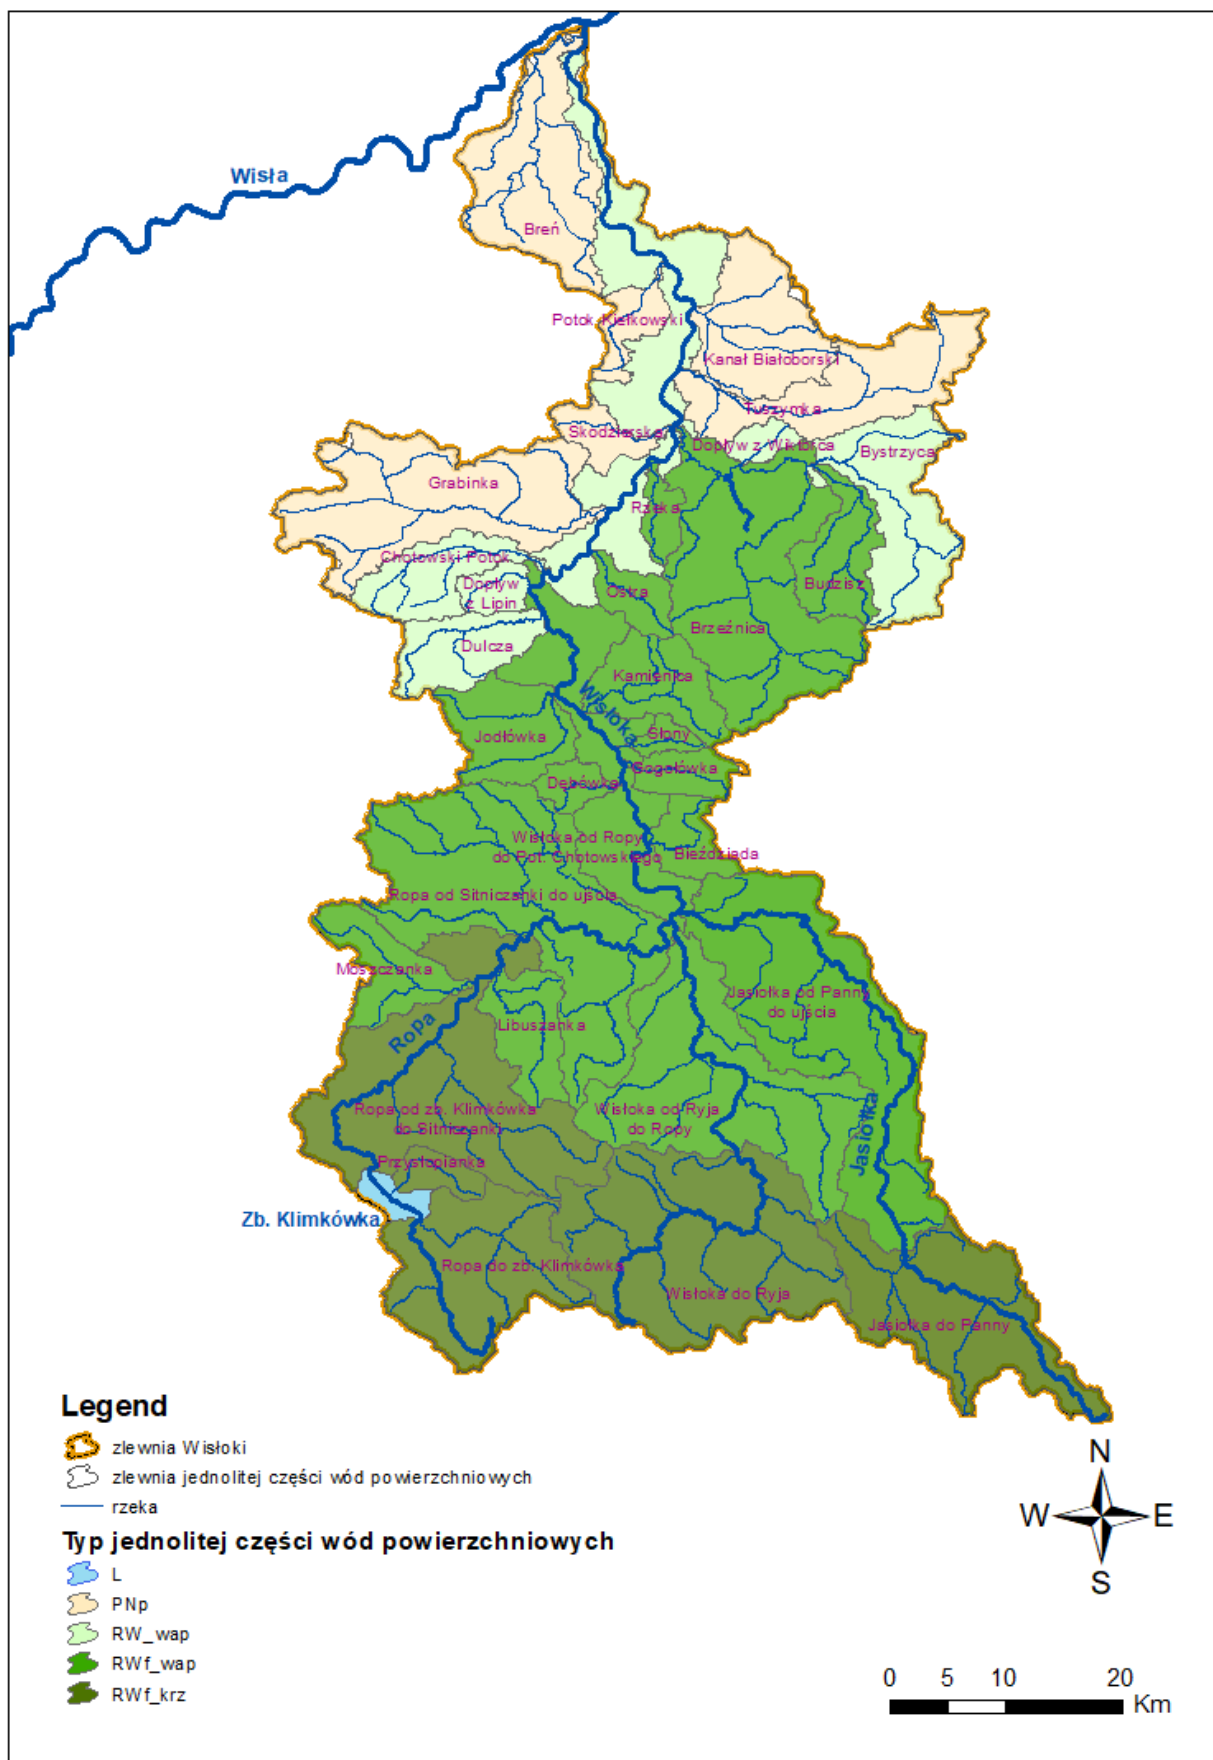 Wisła
Breń
Potok Kiełkowski
Kanał Białoborski
Tuszymka
Skodzierska
Dopływ z Wiktorca
Bystrzyca
Grabinka
Rzeka
Chotowski Potok
Dopływ
z Lipin
Ostra
Budzisz
Brzeźnica
Dulcza
Kamienica
Wisłoka
Jodłówka
Słony
Gogołówka
Dębówka
Wisłoka od Ropy
do Pot. Chotowskiego
Bieździada
Ropa od Sitniczanki do ujścia
Moszczanka
Jasiołka od Panny
do ujścia
Ropa
Libuszanka
Ropa od zb. Klimkówka
do Sitniczanki
Wisłoka od Ryja
do Ropy
Jasiołka
Przysłopianka
Zb. Klimkówka
Ropa do zb. Klimkówka
Wisłoka do Ryja
Jasiołka do Panny
Legend
zlewnia Wisłoki
zlewnia jednolitej części wód powierzchniowych
rzeka
Typ jednolitej części wód powierzchniowych
L
PNp
RW_wap
RWf_wap
RWf_krz
N
W E
S
0 5 10 20
Km